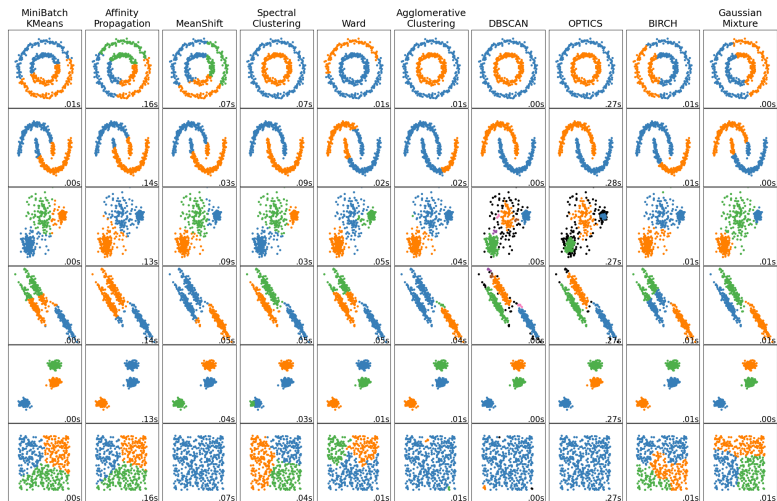 MiniBatch
KMeans
Affinity
Propagation
MeanShift
Spectral
Clustering
Ward
Agglomerative
Clustering
DBSCAN
OPTICS
BIRCH
Gaussian
Mixture
.01s .16s .07s .07s .01s .01s .00s .27s .01s .00s
.00s .14s .03s .09s .02s .02s .00s .28s .01s .00s
.00s .13s .09s .03s .05s .04s .00s .27s .01s .01s
.00s .14s .05s .05s .05s .04s .00s .27s .01s .01s
.00s .13s .04s .03s .01s .01s .00s .27s .01s .00s
.00s .16s .07s .04s .01s .01s .00s .27s .01s .01s